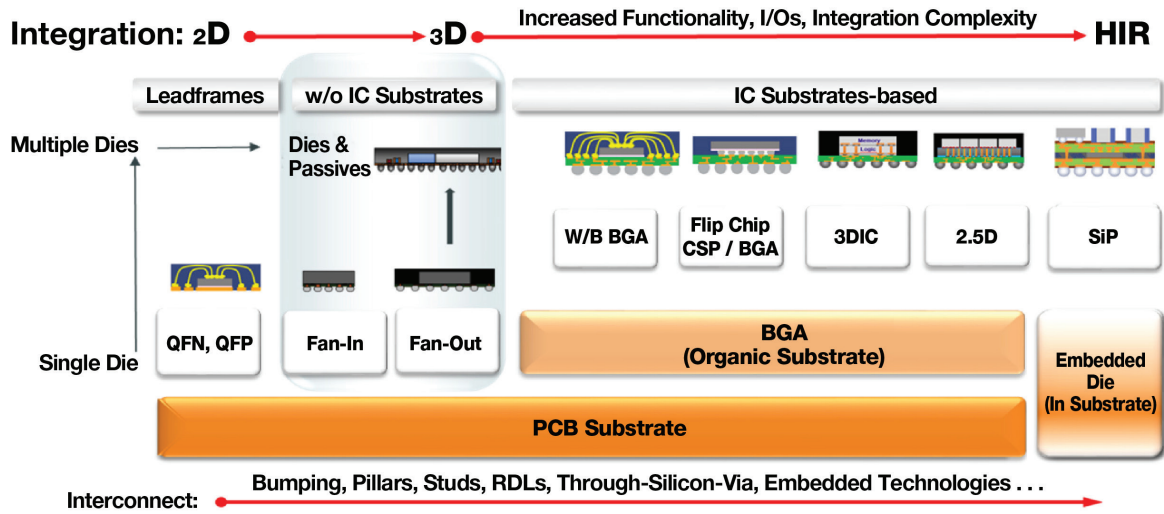 Integration: 2D
3D
Increased Functionality, I/Os, Integration Complexity
HIR
Leadframes
w/o IC Substrates
IC Substrates-based
Multiple Dies
Dies &
Passives
Memory
Logic
W/B BGA
Flip Chip
CSP / BGA
3DIC
2.5D
SiP
Single Die
QFN, QFP
Fan-In
Fan-Out
BGA
(Organic Substrate)
Embedded
Die
(In Substrate)
PCB Substrate
Interconnect:
Bumping, Pillars, Studs, RDLs, Through-Silicon-Via, Embedded Technologies . . .